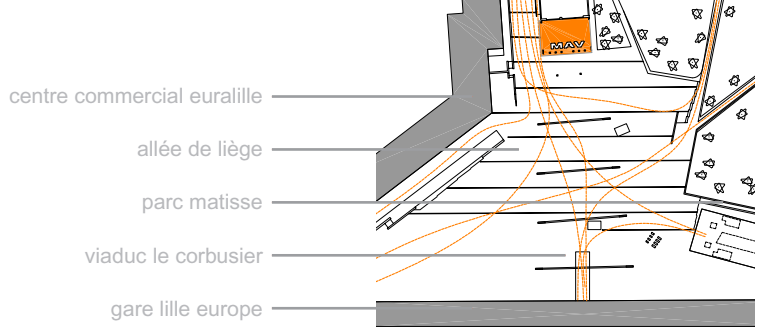 MAV
centre commercial euralille
allée de liège
parc matisse
viaduc le corbusier
gare lille europe